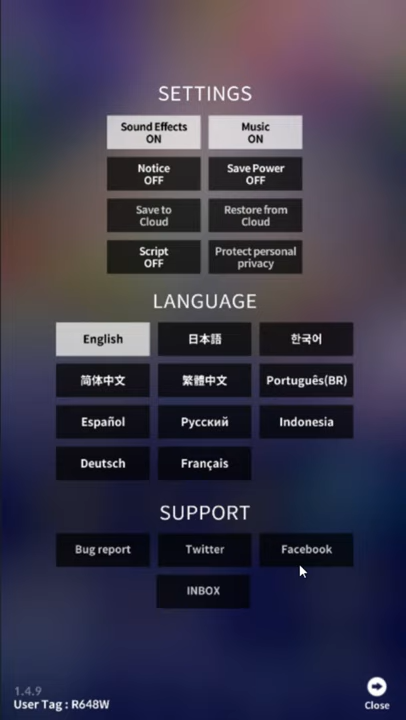 SETTINGS
Sound Effects
ON
Music
ON
Notice
OFF
Save Power
OFF
Save to
Cloud
Restore from
Cloud
Script
OFF
Protect personal
privacy
LANGUAGE
English
日本語
한국어
简体中文
繁體中文
Português(BR)
Español
Русский
Indonesia
Deutsch
Français
SUPPORT
Bug report
Twitter
Facebook
INBOX
1.4.9
User Tag : R648W
Close